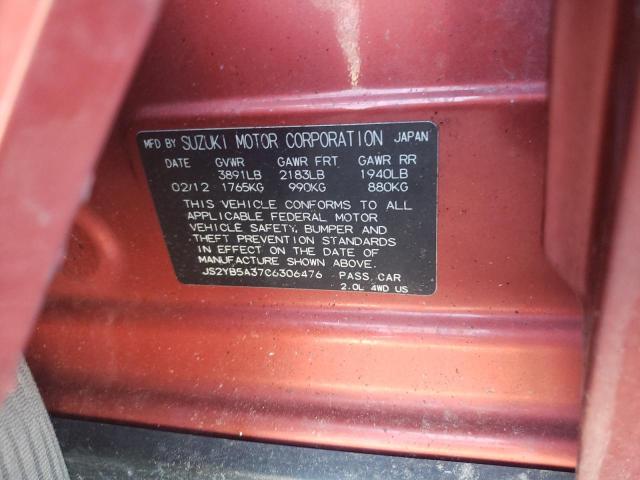 MFD BY SUZUKI MOTOR CORPORATION JAPAN
DATE GVWR GAWR FRT GAWR RR
3891LB 2183LB 1940LB
02/12 1765KG 990KG 880KG
THIS VEHICLE CONFORMS TO ALL
APPLICABLE FEDERAL MOTOR
VEHICLE SAFETY, BUMPER AND
THEFT PREVENTION STANDARDS
IN EFFECT ON THE DATE OF
MANUFACTURE SHOWN ABOVE.
JS2YB5A37C6306476 PASS. CAR
2.0L 4WD US